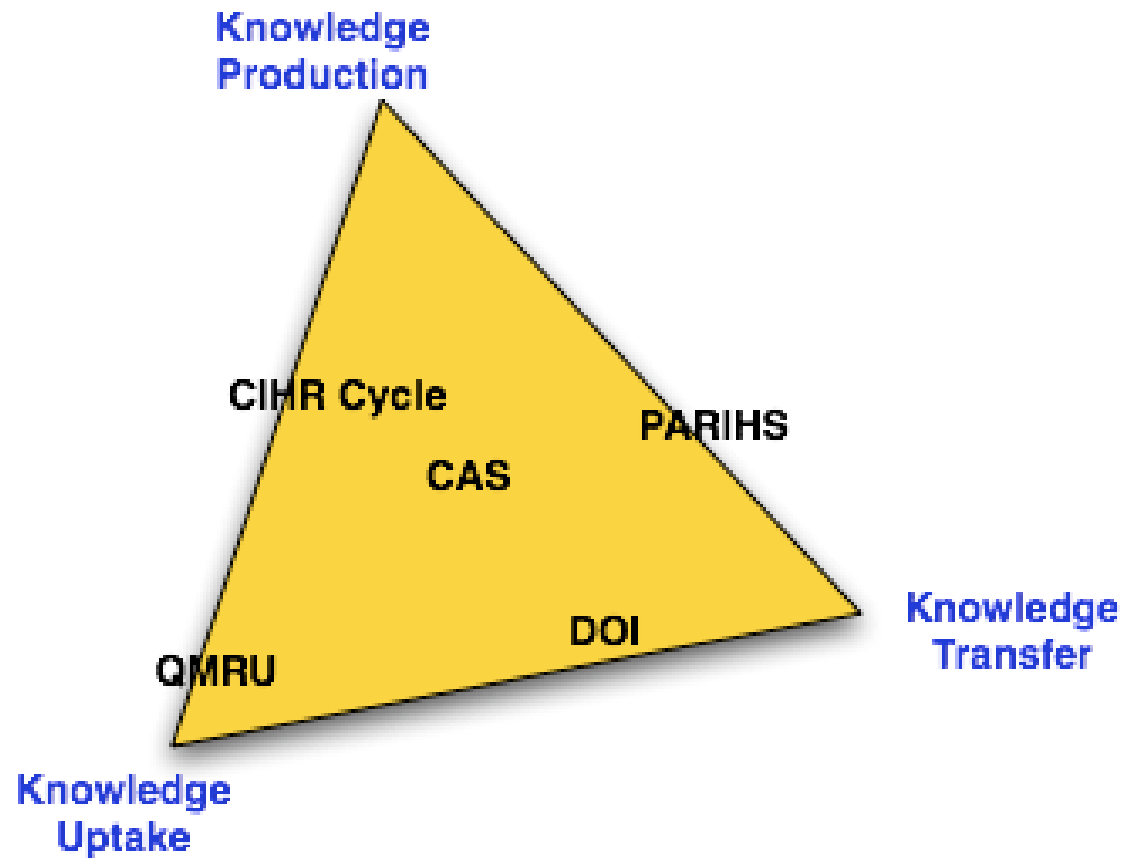 Knowledge
Production
CIHR Cycle
PARIHS
CAS
Knowledge
Transfer
DOI
QMRU
Knowledge
Uptake